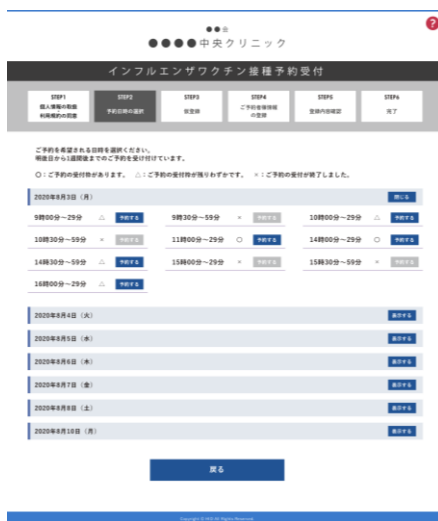 ●●会
●●●●中央クリニック
?
インフルエンザワクチン接種予約受付
STEP1
個人情報の取扱
利用規約の同意
STEP2
予約日時の選択
STEP3
仮登録
STEP4
ご予約者様情報
の登録
STEP5
登録内容確認
STEP6
完了
ご予約を希望される日時を選択ください。
明後日から1週間後までのご予約を受け付けています。
○：ご予約の受付枠があります。 △：ご予約の受付枠が残りわずかです。 ×：ご予約の受付が終了しました。
2020年8月3日（月） 閉じる
9時00分～29分 △ 予約する 9時30分～59分 × 予約する 10時00分～29分 △ 予約する
10時30分～59分 × 予約する 11時00分～29分 ○ 予約する 14時00分～29分 ○ 予約する
14時30分～59分 △ 予約する 15時00分～29分 × 予約する 15時30分～59分 × 予約する
16時00分～29分 △ 予約する
2020年8月4日（火） 表示する
2020年8月5日（水） 表示する
2020年8月6日（木） 表示する
2020年8月7日（金） 表示する
2020年8月8日（土） 表示する
2020年8月10日（月） 表示する
戻る